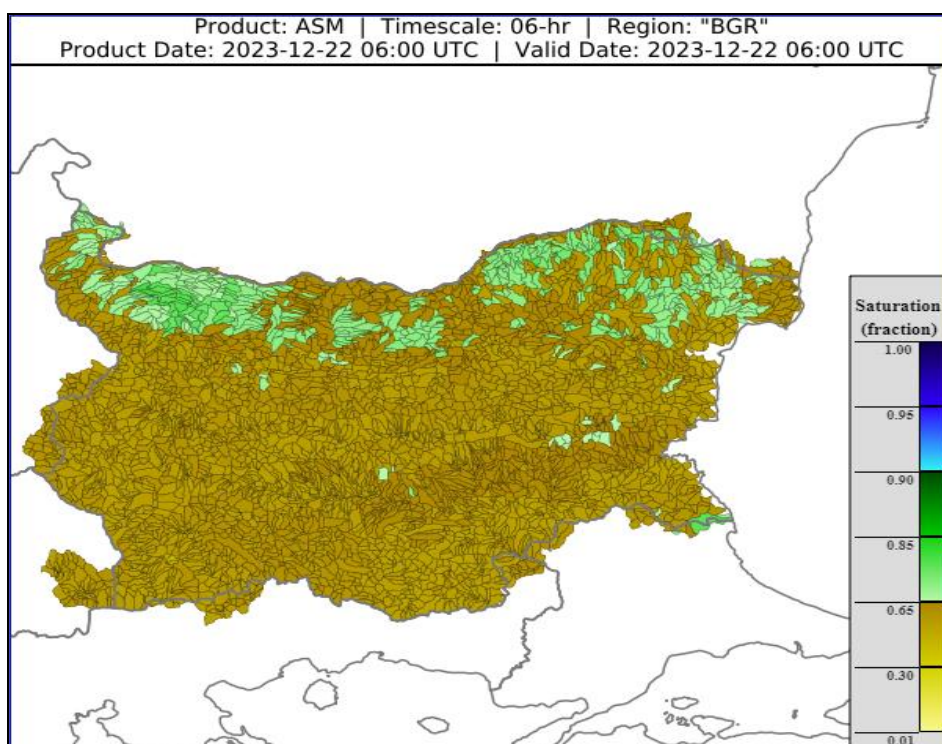 Product: ASM | Timescale: 06-hr | Region: "BGR"
Product Date: 2023-12-22 06:00 UTC | Valid Date: 2023-12-22 06:00 UTC
Saturation
(fraction)
1.00
0.95
0.90
0.85
0.65
0.30
0.01